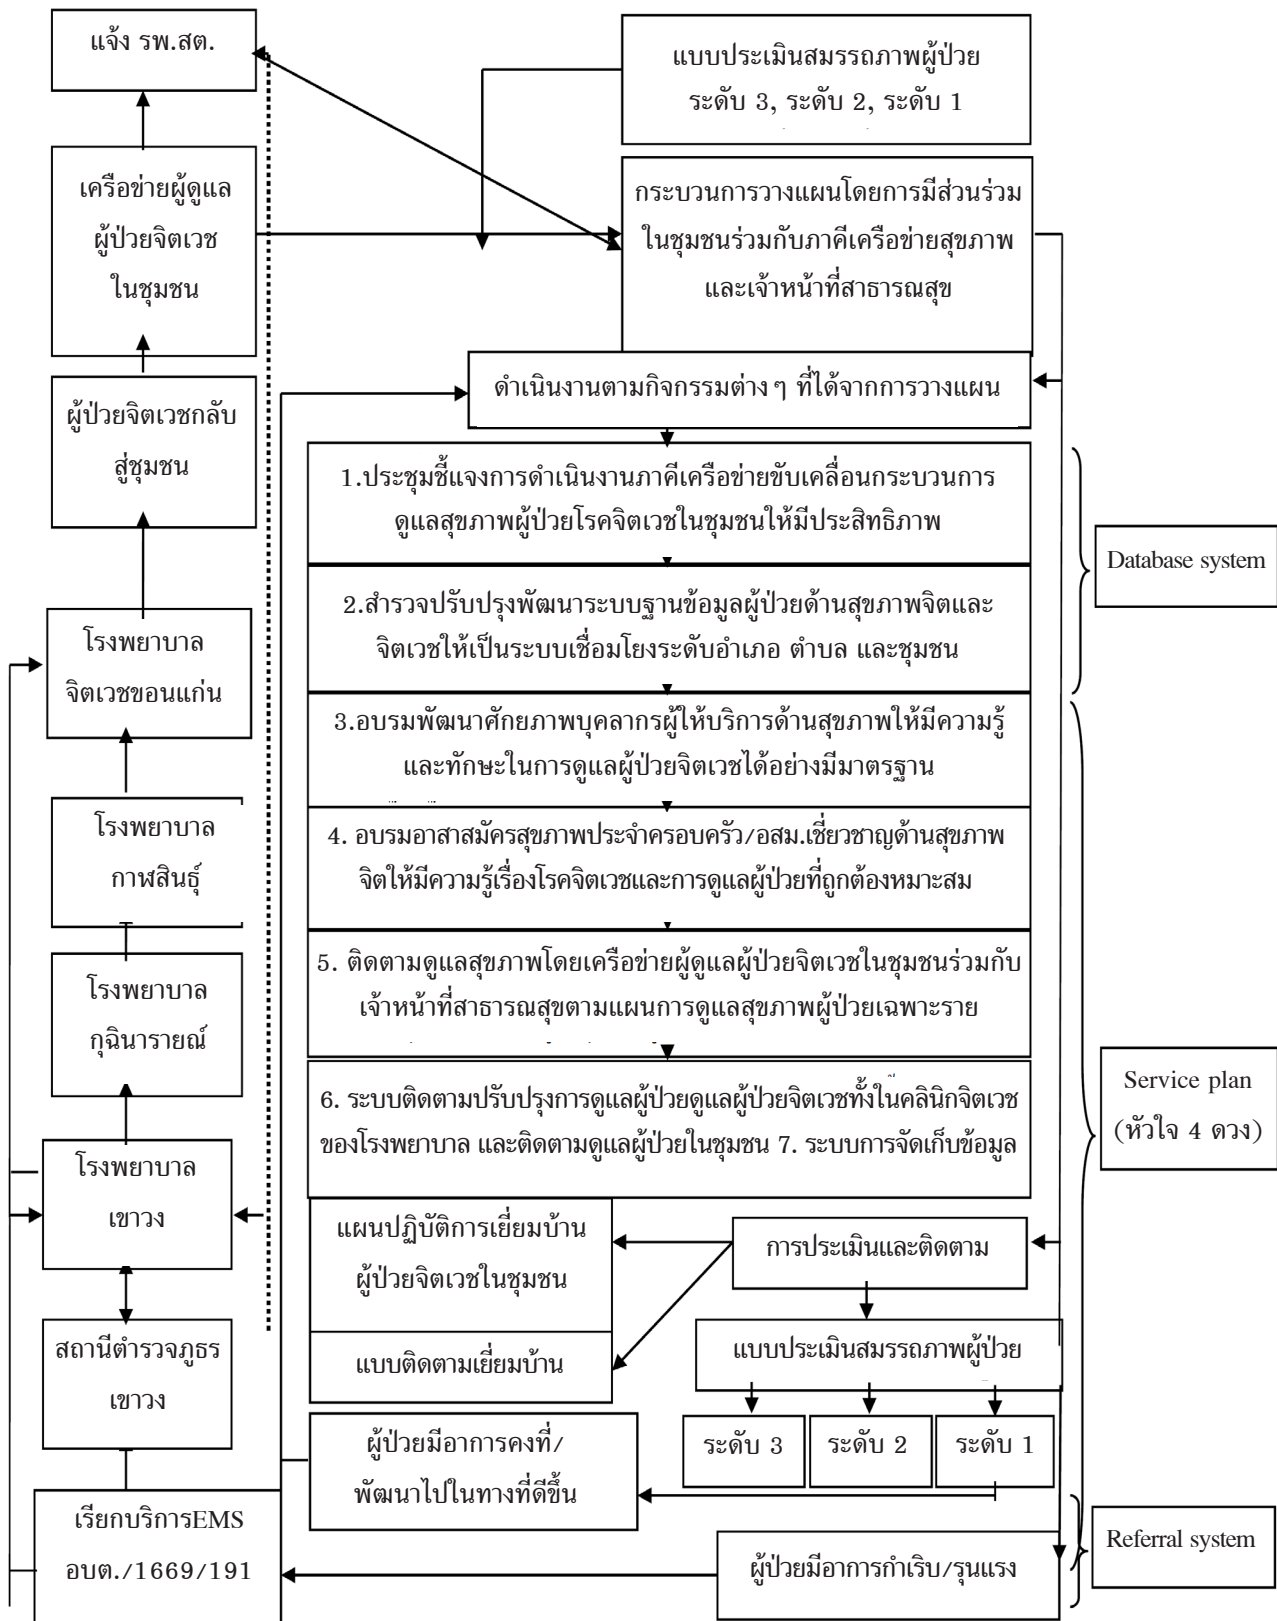 แจ้ง รพ.สต.
แบบประเมินสมรรถภาพผู้ป่วย
ระดับ 3, ระดับ 2, ระดับ 1
เครือข่ายผู้ดูแล
ผู้ป่วยจิตเวช
ในชุมชน
กระบวนการวางแผนโดยการมีส่วนร่วม
ในชุมชนร่วมกับภาคีเครือข่ายสุขภาพ
และเจ้าหน้าที่สาธารณสุข
ดำเนินงานตามกิจกรรมต่าง ๆ ที่ได้จากการวางแผน
ผู้ป่วยจิตเวชกลับ
สู่ชุมชน
1.ประชุมชี้แจงการดำเนินงานภาคีเครือข่ายขับเคลื่อนกระบวนการ
ดูแลสุขภาพผู้ป่วยโรคจิตเวชในชุมชนให้มีประสิทธิภาพ
Database system
2.สำรวจปรับปรุงพัฒนาระบบฐานข้อมูลผู้ป่วยด้านสุขภาพจิตและ
จิตเวชให้เป็นระบบเชื่อมโยงระดับอำเภอ ตำบล และชุมชน
โรงพยาบาล
จิตเวชขอนแก่น
3.อบรมพัฒนาศักยภาพบุคลากรผู้ให้บริการด้านสุขภาพให้มีความรู้
และทักษะในการดูแลผู้ป่วยจิตเวชได้อย่างมีมาตรฐาน
โรงพยาบาล
กาฬสินธุ์
4. อบรมอาสาสมัครสุขภาพประจำครอบครัว/อสม.เชี่ยวชาญด้านสุขภาพ
จิตให้มีความรู้เรื่องโรคจิตเวชและการดูแลผู้ป่วยที่ถูกต้องหมาะสม
โรงพยาบาล
กุฉินารายณ์
5. ติดตามดูแลสุขภาพโดยเครือข่ายผู้ดูแลผู้ป่วยจิตเวชในชุมชนร่วมกับ
เจ้าหน้าที่สาธารณสุขตามแผนการดูแลสุขภาพผู้ป่วยเฉพาะราย
Service plan
(หัวใจ 4 ดวง)
6. ระบบติดตามปรับปรุงการดูแลผู้ป่วยดูแลผู้ป่วยจิตเวชทั้งในคลินิกจิตเวช
ของโรงพยาบาล และติดตามดูแลผู้ป่วยในชุมชน 7. ระบบการจัดเก็บข้อมูล
โรงพยาบาล
เขาวง
แผนปฏิบัติการเยี่ยมบ้าน
ผู้ป่วยจิตเวชในชุมชน
การประเมินและติดตาม
สถานีตำรวจภูธร
เขาวง
แบบติดตามเยี่ยมบ้าน
แบบประเมินสมรรถภาพผู้ป่วย
ระดับ 3
ระดับ 2
ระดับ 1
ผู้ป่วยมีอาการคงที่/
พัฒนาไปในทางที่ดีขึ้น
เรียกบริการEMS
อบต./1669/191
ผู้ป่วยมีอาการกำเริบ/รุนแรง
Referral system